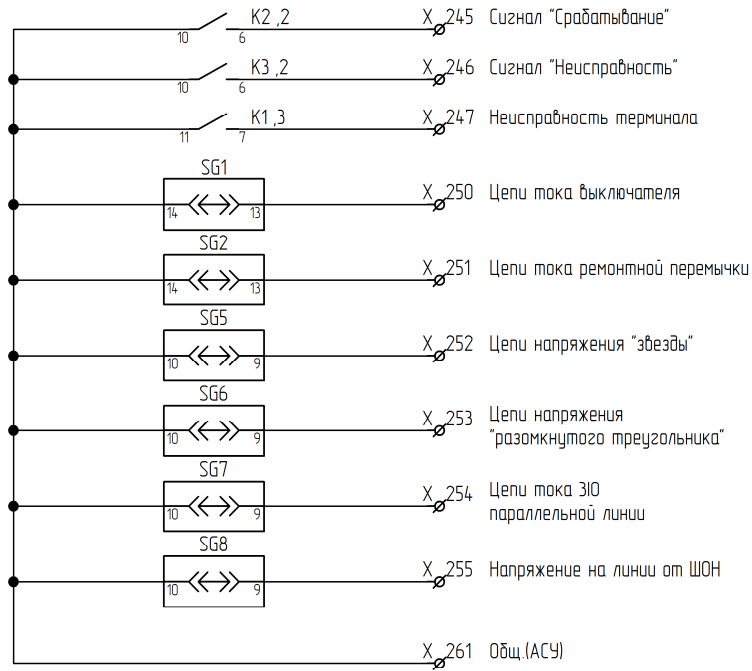 К2 ,2 X 245 Сигнал "Срабатывание"
10 6
К3 ,2 X 246 Сигнал "Неисправность"
10 6
К1 ,3 X 247 Неисправность терминала
11 7
SG1
X 250 Цепи тока выключателя
14 13
SG2
X 251 Цепи тока ремонтной перемычки
14 13
SG5
X 252 Цепи напряжения "звезды"
10 9
SG6
X 253 Цепи напряжения
"разомкнутого треугольника"
10 9
SG7
X 254 Цепи тока 3I0
параллельной линии
10 9
SG8
X 255 Напряжение на линии от ШОН
10 9
X 261 Общ.(АСУ)